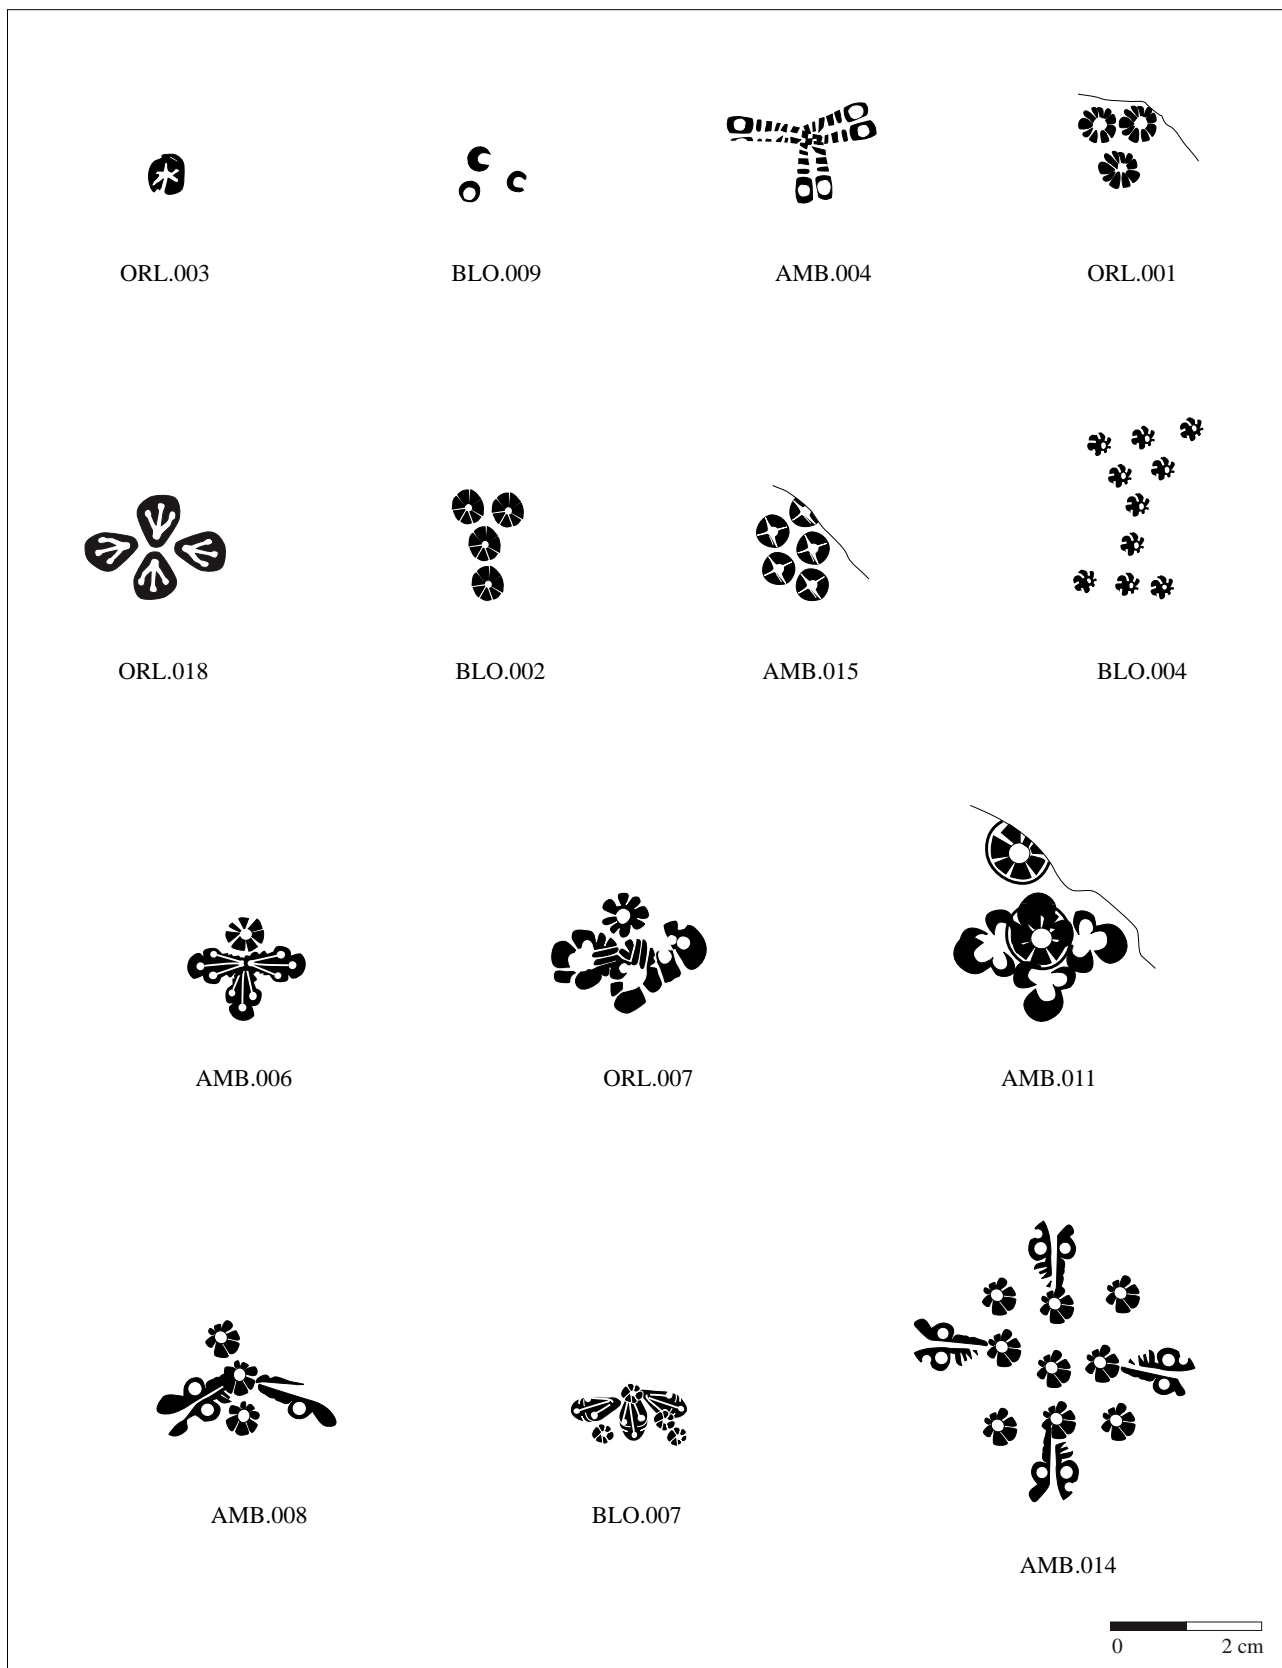 ORL.003 BLO.009 AMB.004 ORL.001
ORL.018 BLO.002 AMB.015 BLO.004
AMB.006 ORL.007 AMB.011
AMB.008 BLO.007
AMB.014
0 2 cm